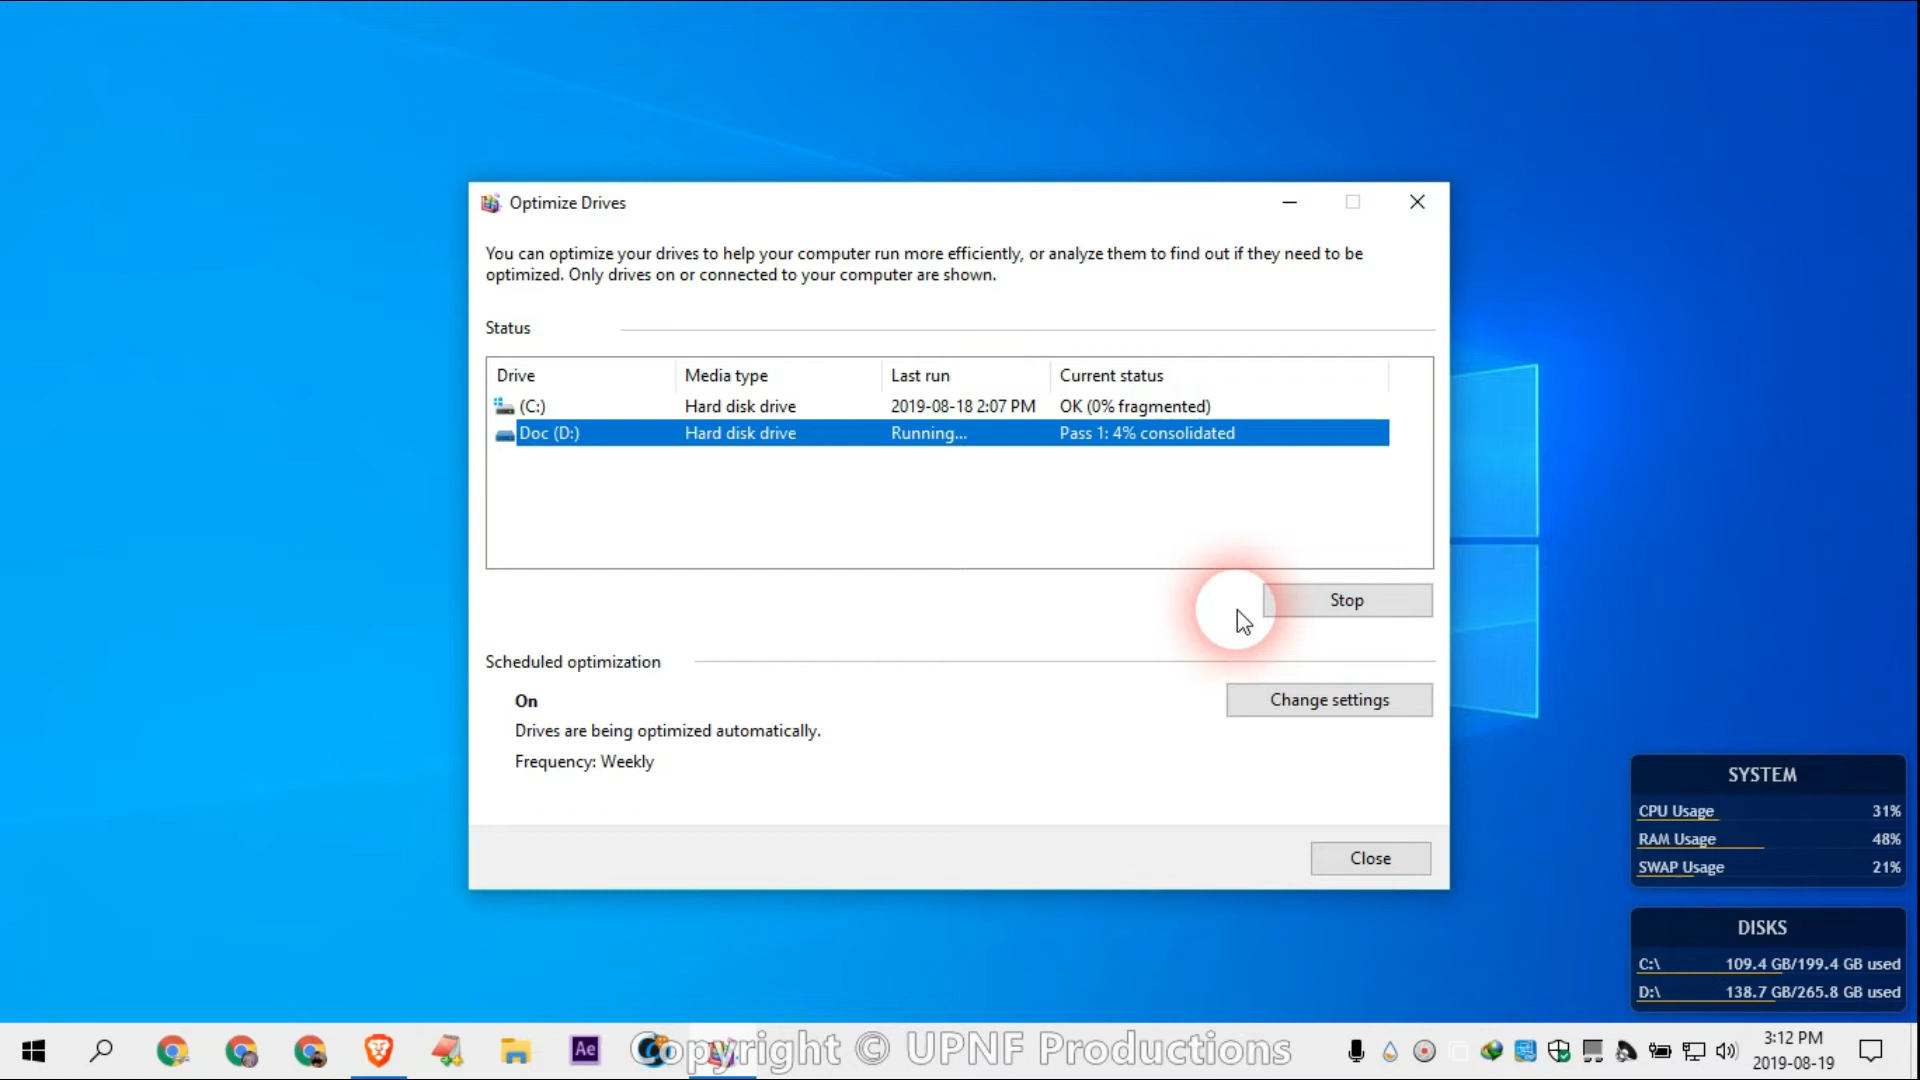 Optimize Drives
You can optimize your drives to help your computer run more efficiently, or analyze them to find out if they need to be
optimized. Only drives on or connected to your computer are shown.
Status
Drive Media type Last run Current status
(C:) Hard disk drive 2019-08-18 2:07 PM OK (0% fragmented)
Doc (D:) Hard disk drive Running... Pass 1: 4% consolidated
Stop
Scheduled optimization
On
Change settings
Drives are being optimized automatically.
Frequency: Weekly
Close
SYSTEM
CPU Usage 31%
RAM Usage 48%
SWAP Usage 21%
DISKS
C:\ 109.4 GB/199.4 GB used
D:\ 138.7 GB/265.8 GB used
Ae
Copyright © UPNF Productions
3:12 PM
2019-08-19